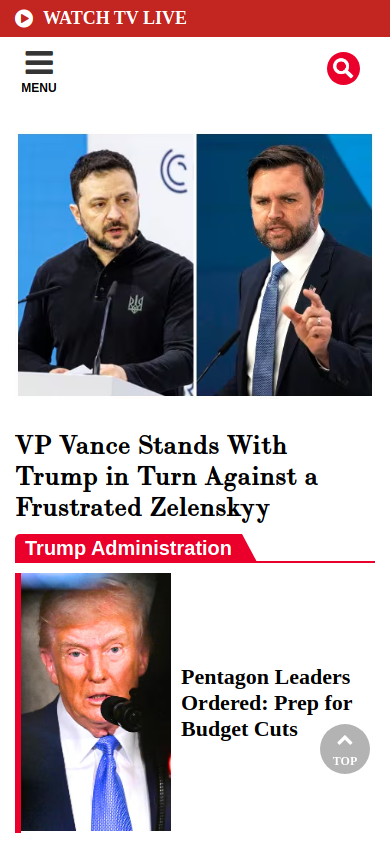 WATCH TV LIVE
MENU
VP Vance Stands With
Trump in Turn Against a
Frustrated Zelenskyy
Trump Administration
Pentagon Leaders
Ordered: Prep for
Budget Cuts
TOP